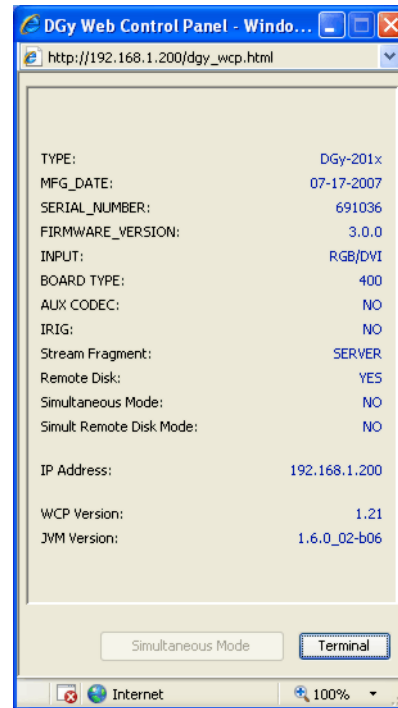 DGy Web Control Panel - Windo...
http://192.168.1.200/dgy_wcp.html
TYPE: DGy-201x
MFG_DATE: 07-17-2007
SERIAL_NUMBER: 691036
FIRMWARE_VERSION: 3.0.0
INPUT: RGB/DVI
BOARD TYPE: 400
AUX CODEC: NO
IRIG: NO
Stream Fragment: SERVER
Remote Disk: YES
Simultaneous Mode: NO
Simult Remote Disk Mode: NO
IP Address: 192.168.1.200
WCP Version: 1.21
JVM Version: 1.6.0_02-b06
Simultaneous Mode Terminal
Internet 100%